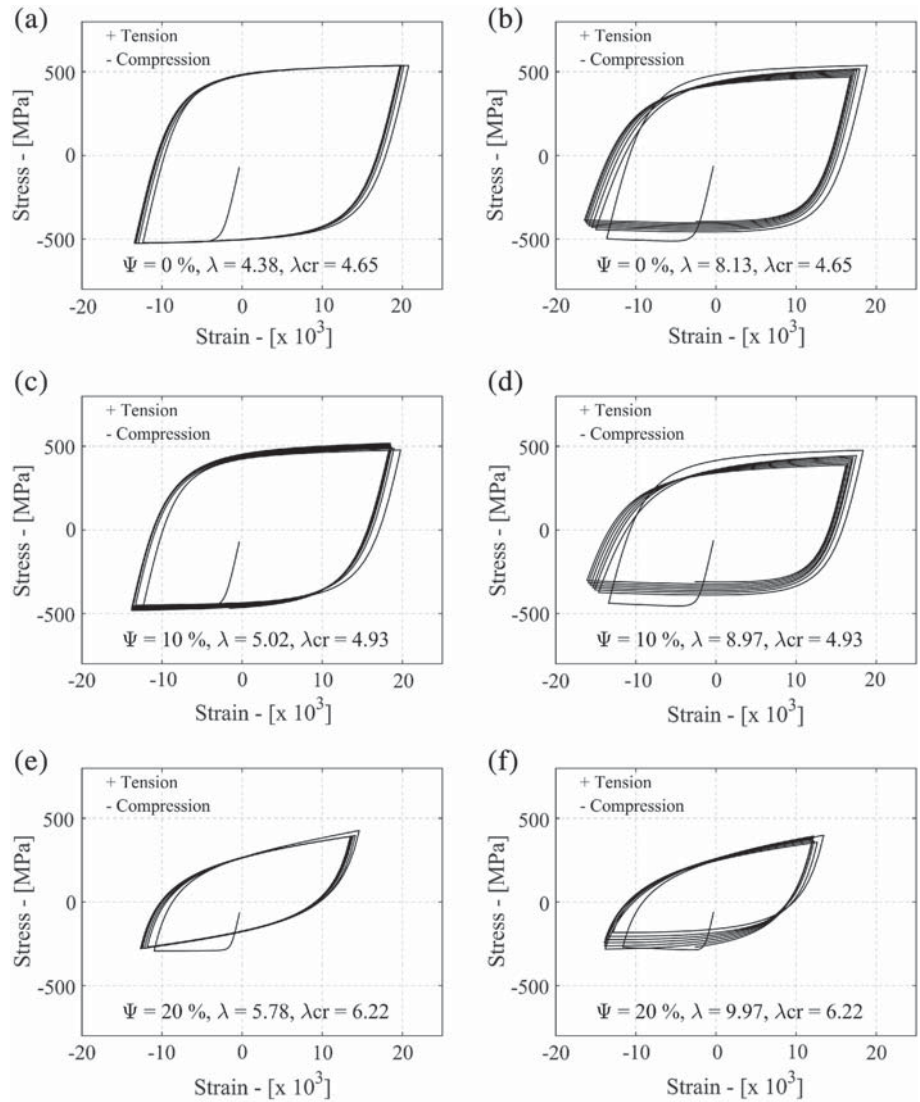 (a)
+ Tension
- Compression
500
0
-500
Stress - [MPa]
Ψ = 0 %, λ = 4.38, λcr = 4.65
-20 -10 0 10 20
Strain - [x 10³]
(b)
+ Tension
- Compression
500
0
-500
Stress - [MPa]
Ψ = 0 %, λ = 8.13, λcr = 4.65
-20 -10 0 10 20
Strain - [x 10³]
(c)
+ Tension
- Compression
500
0
-500
Stress - [MPa]
Ψ = 10 %, λ = 5.02, λcr = 4.93
-20 -10 0 10 20
Strain - [x 10³]
(d)
+ Tension
- Compression
500
0
-500
Stress - [MPa]
Ψ = 10 %, λ = 8.97, λcr = 4.93
-20 -10 0 10 20
Strain - [x 10³]
(e)
+ Tension
- Compression
500
0
-500
Stress - [MPa]
Ψ = 20 %, λ = 5.78, λcr = 6.22
-20 -10 0 10 20
Strain - [x 10³]
(f)
+ Tension
- Compression
500
0
-500
Stress - [MPa]
Ψ = 20 %, λ = 9.97, λcr = 6.22
-20 -10 0 10 20
Strain - [x 10³]